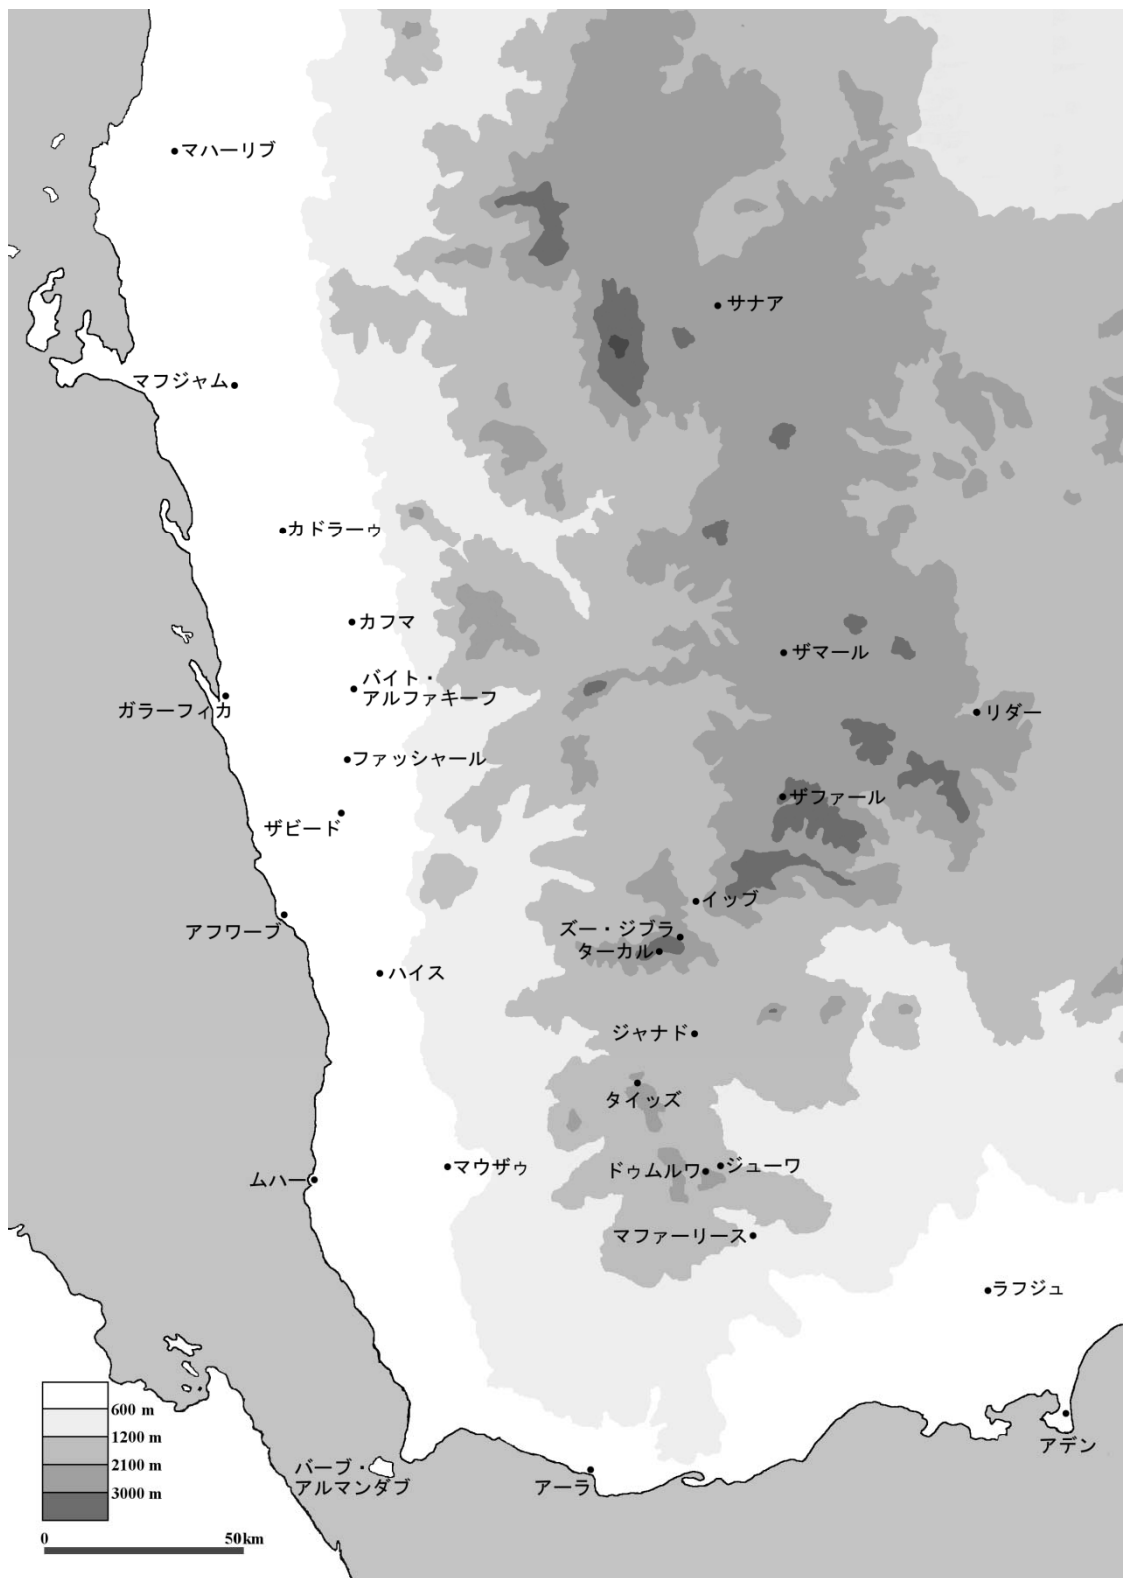 マハーリブ
サナア
マフジャム
カドラーゥ
カフマ
ザマール
バイト・
アルファキーフ
ガラーフィカ
リダー
ファッシャール
ザファール
ザビード
イッブ
アフワーブ
ズー・ジブラ
ターカル
ハイス
ジャナド
タイッズ
マウザゥ
ドゥムルワ
ジューワ
ムハー
マファーリース
ラフジュ
600 m
1200 m
2100 m
3000 m
アデン
バーブ・
アルマンダブ
アーラ
0 50km